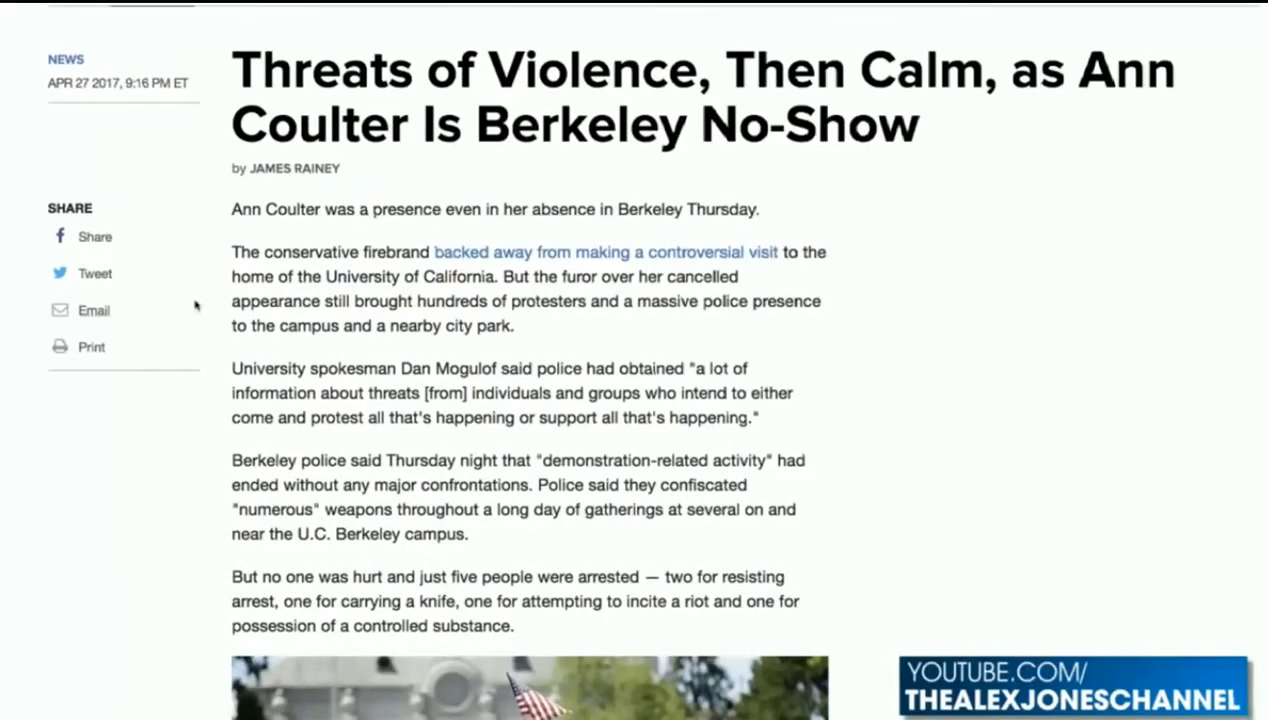 NEWS
APR 27 2017, 9:16 PM ET
Threats of Violence, Then Calm, as Ann
Coulter Is Berkeley No-Show
by JAMES RAINEY
SHARE
Share
Tweet
Email
Print
Ann Coulter was a presence even in her absence in Berkeley Thursday.
The conservative firebrand backed away from making a controversial visit to the
home of the University of California. But the furor over her cancelled
appearance still brought hundreds of protesters and a massive police presence
to the campus and a nearby city park.
University spokesman Dan Mogulof said police had obtained "a lot of
information about threats [from] individuals and groups who intend to either
come and protest all that's happening or support all that's happening."
Berkeley police said Thursday night that "demonstration-related activity" had
ended without any major confrontations. Police said they confiscated
"numerous" weapons throughout a long day of gatherings at several on and
near the U.C. Berkeley campus.
But no one was hurt and just five people were arrested — two for resisting
arrest, one for carrying a knife, one for attempting to incite a riot and one for
possession of a controlled substance.
YOUTUBE.COM/
THEALEXJONESCHANNEL